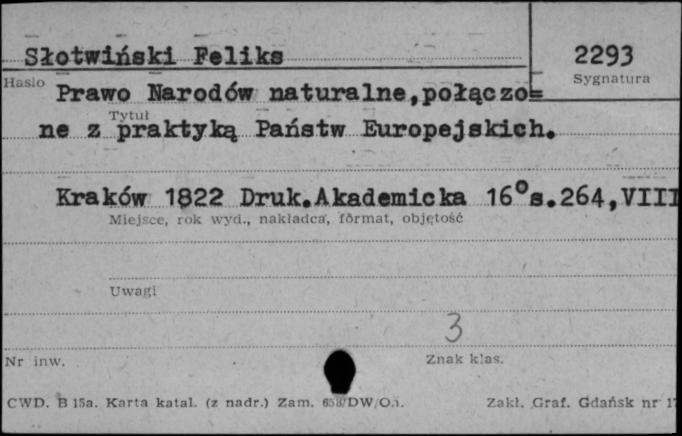 Słotwiński Feliks 2293
Hasło Sygnatura
Prawo Narodów naturalne,połączo=
Tytuł
ne z praktyką Państw Europejskich.
Kraków 1822 Druk.Akademicka 16°s.264,VIII
Miejsce, rok wyd., nakładca, format, objętość
Uwagi
3
Nr inw. Znak klas.
CWD. B 15a. Karta katal. (z nadr.) Zam. Zakł. Graf. Gdańsk nr